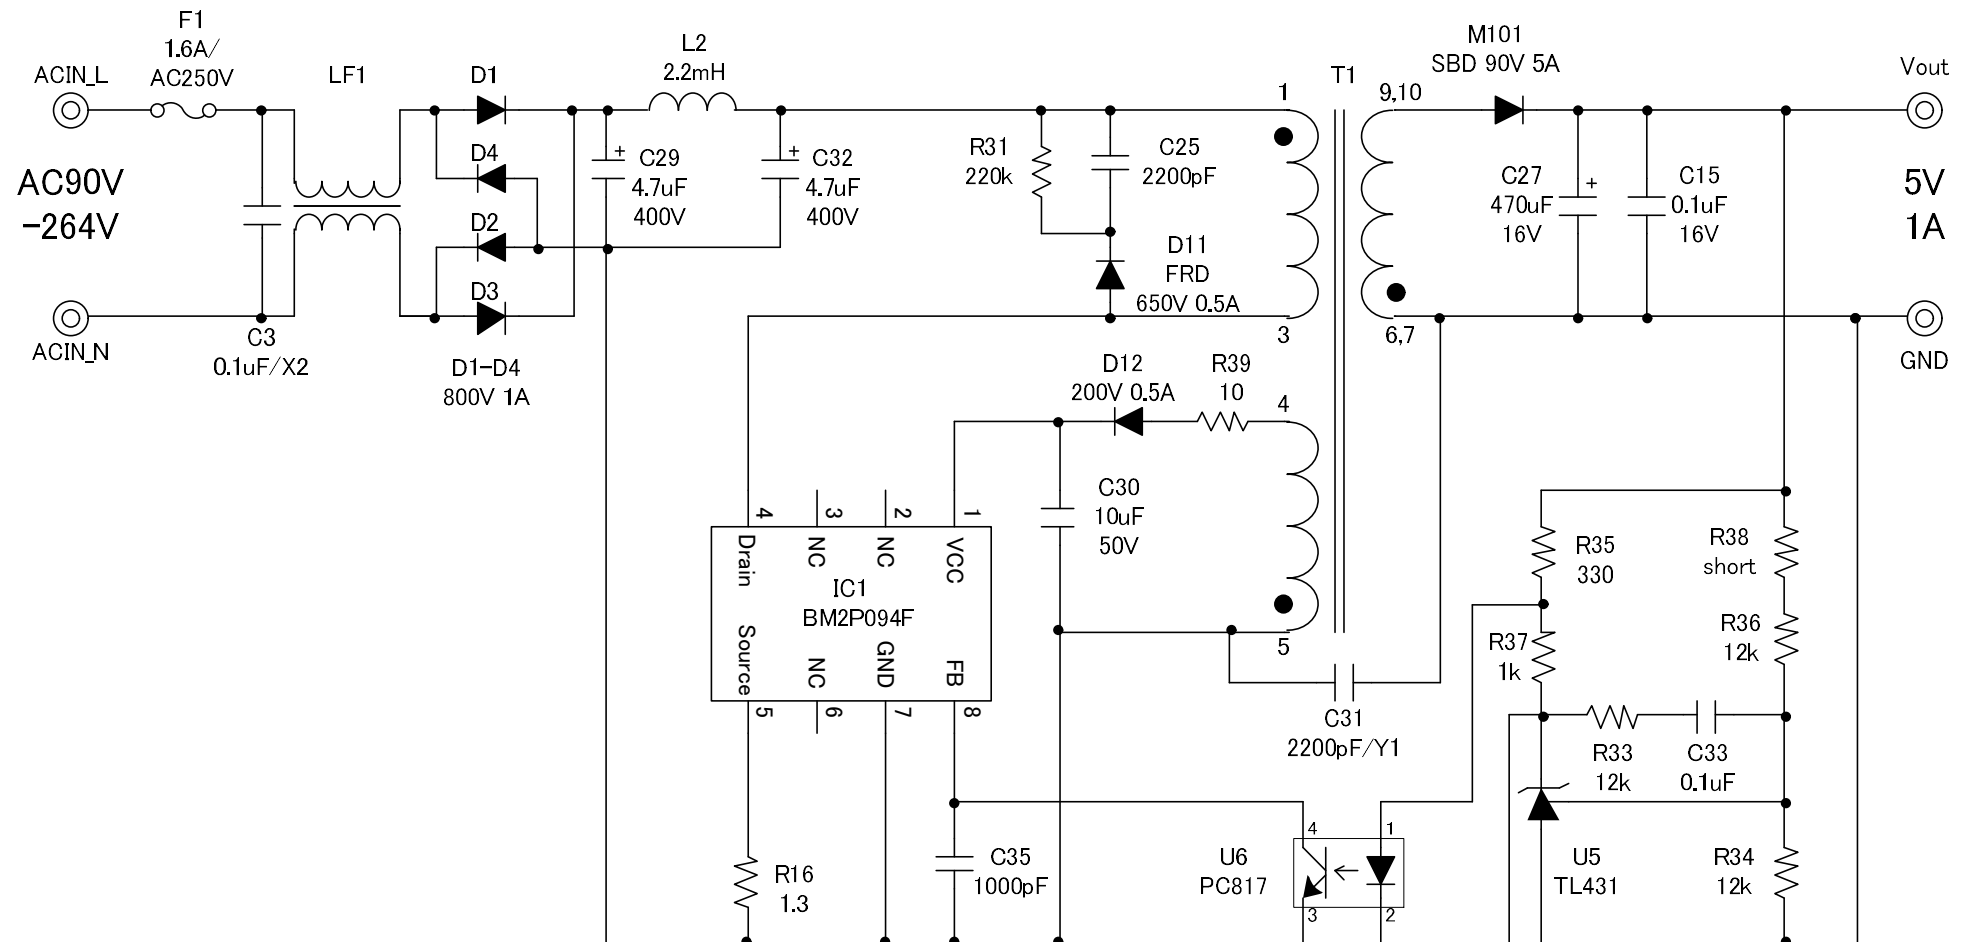 F1
1.6A/
AC250V
ACIN_L
LF1
D1
L2
2.2mH
T1
M101
SBD 90V 5A
Vout
1
9,10
D4
C29
4.7uF
400V
C32
4.7uF
400V
R31
220k
C25
2200pF
AC90V
-264V
C27
470uF
16V
C15
0.1uF
16V
5V
1A
D2
D3
D11
FRD
650V 0.5A
3
6,7
ACIN_N
C3
0.1uF/X2
D1-D4
800V 1A
GND
D12
200V 0.5A
R39
10
4
C30
10uF
50V
4
3
2
1
Drain
NC
NC
VCC
IC1
BM2P094F
Source
NC
GND
FB
5
6
7
8
5
C31
2200pF/Y1
R35
330
R38
short
R37
1k
R36
12k
R33
12k
C33
0.1uF
R16
1.3
C35
1000pF
U6
PC817
4
1
3
2
U5
TL431
R34
12k